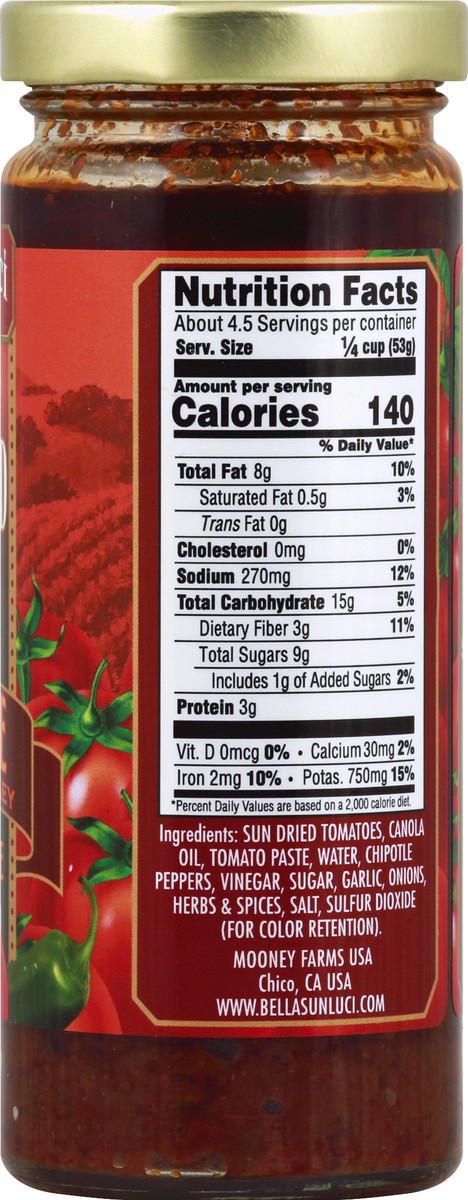 Nutrition Facts
About 4.5 Servings per container
Serv. Size ¼ cup (53g)
Amount per serving
Calories 140
% Daily Value*
Total Fat 8g 10%
Saturated Fat 0.5g 3%
Trans Fat 0g
Cholesterol 0mg 0%
Sodium 270mg 12%
Total Carbohydrate 15g 5%
Dietary Fiber 3g 11%
Total Sugars 9g
Includes 1g of Added Sugars 2%
Protein 3g
Vit. D 0mcg 0% • Calcium 30mg 2%
Iron 2mg 10% • Potas. 750mg 15%
*Percent Daily Values are based on a 2,000 calorie diet.
Ingredients: SUN DRIED TOMATOES, CANOLA
OIL, TOMATO PASTE, WATER, CHIPOTLE
PEPPERS, VINEGAR, SUGAR, GARLIC, ONIONS,
HERBS & SPICES, SALT, SULFUR DIOXIDE
(FOR COLOR RETENTION).
MOONEY FARMS USA
Chico, CA USA
WWW.BELLASUNLUCI.COM